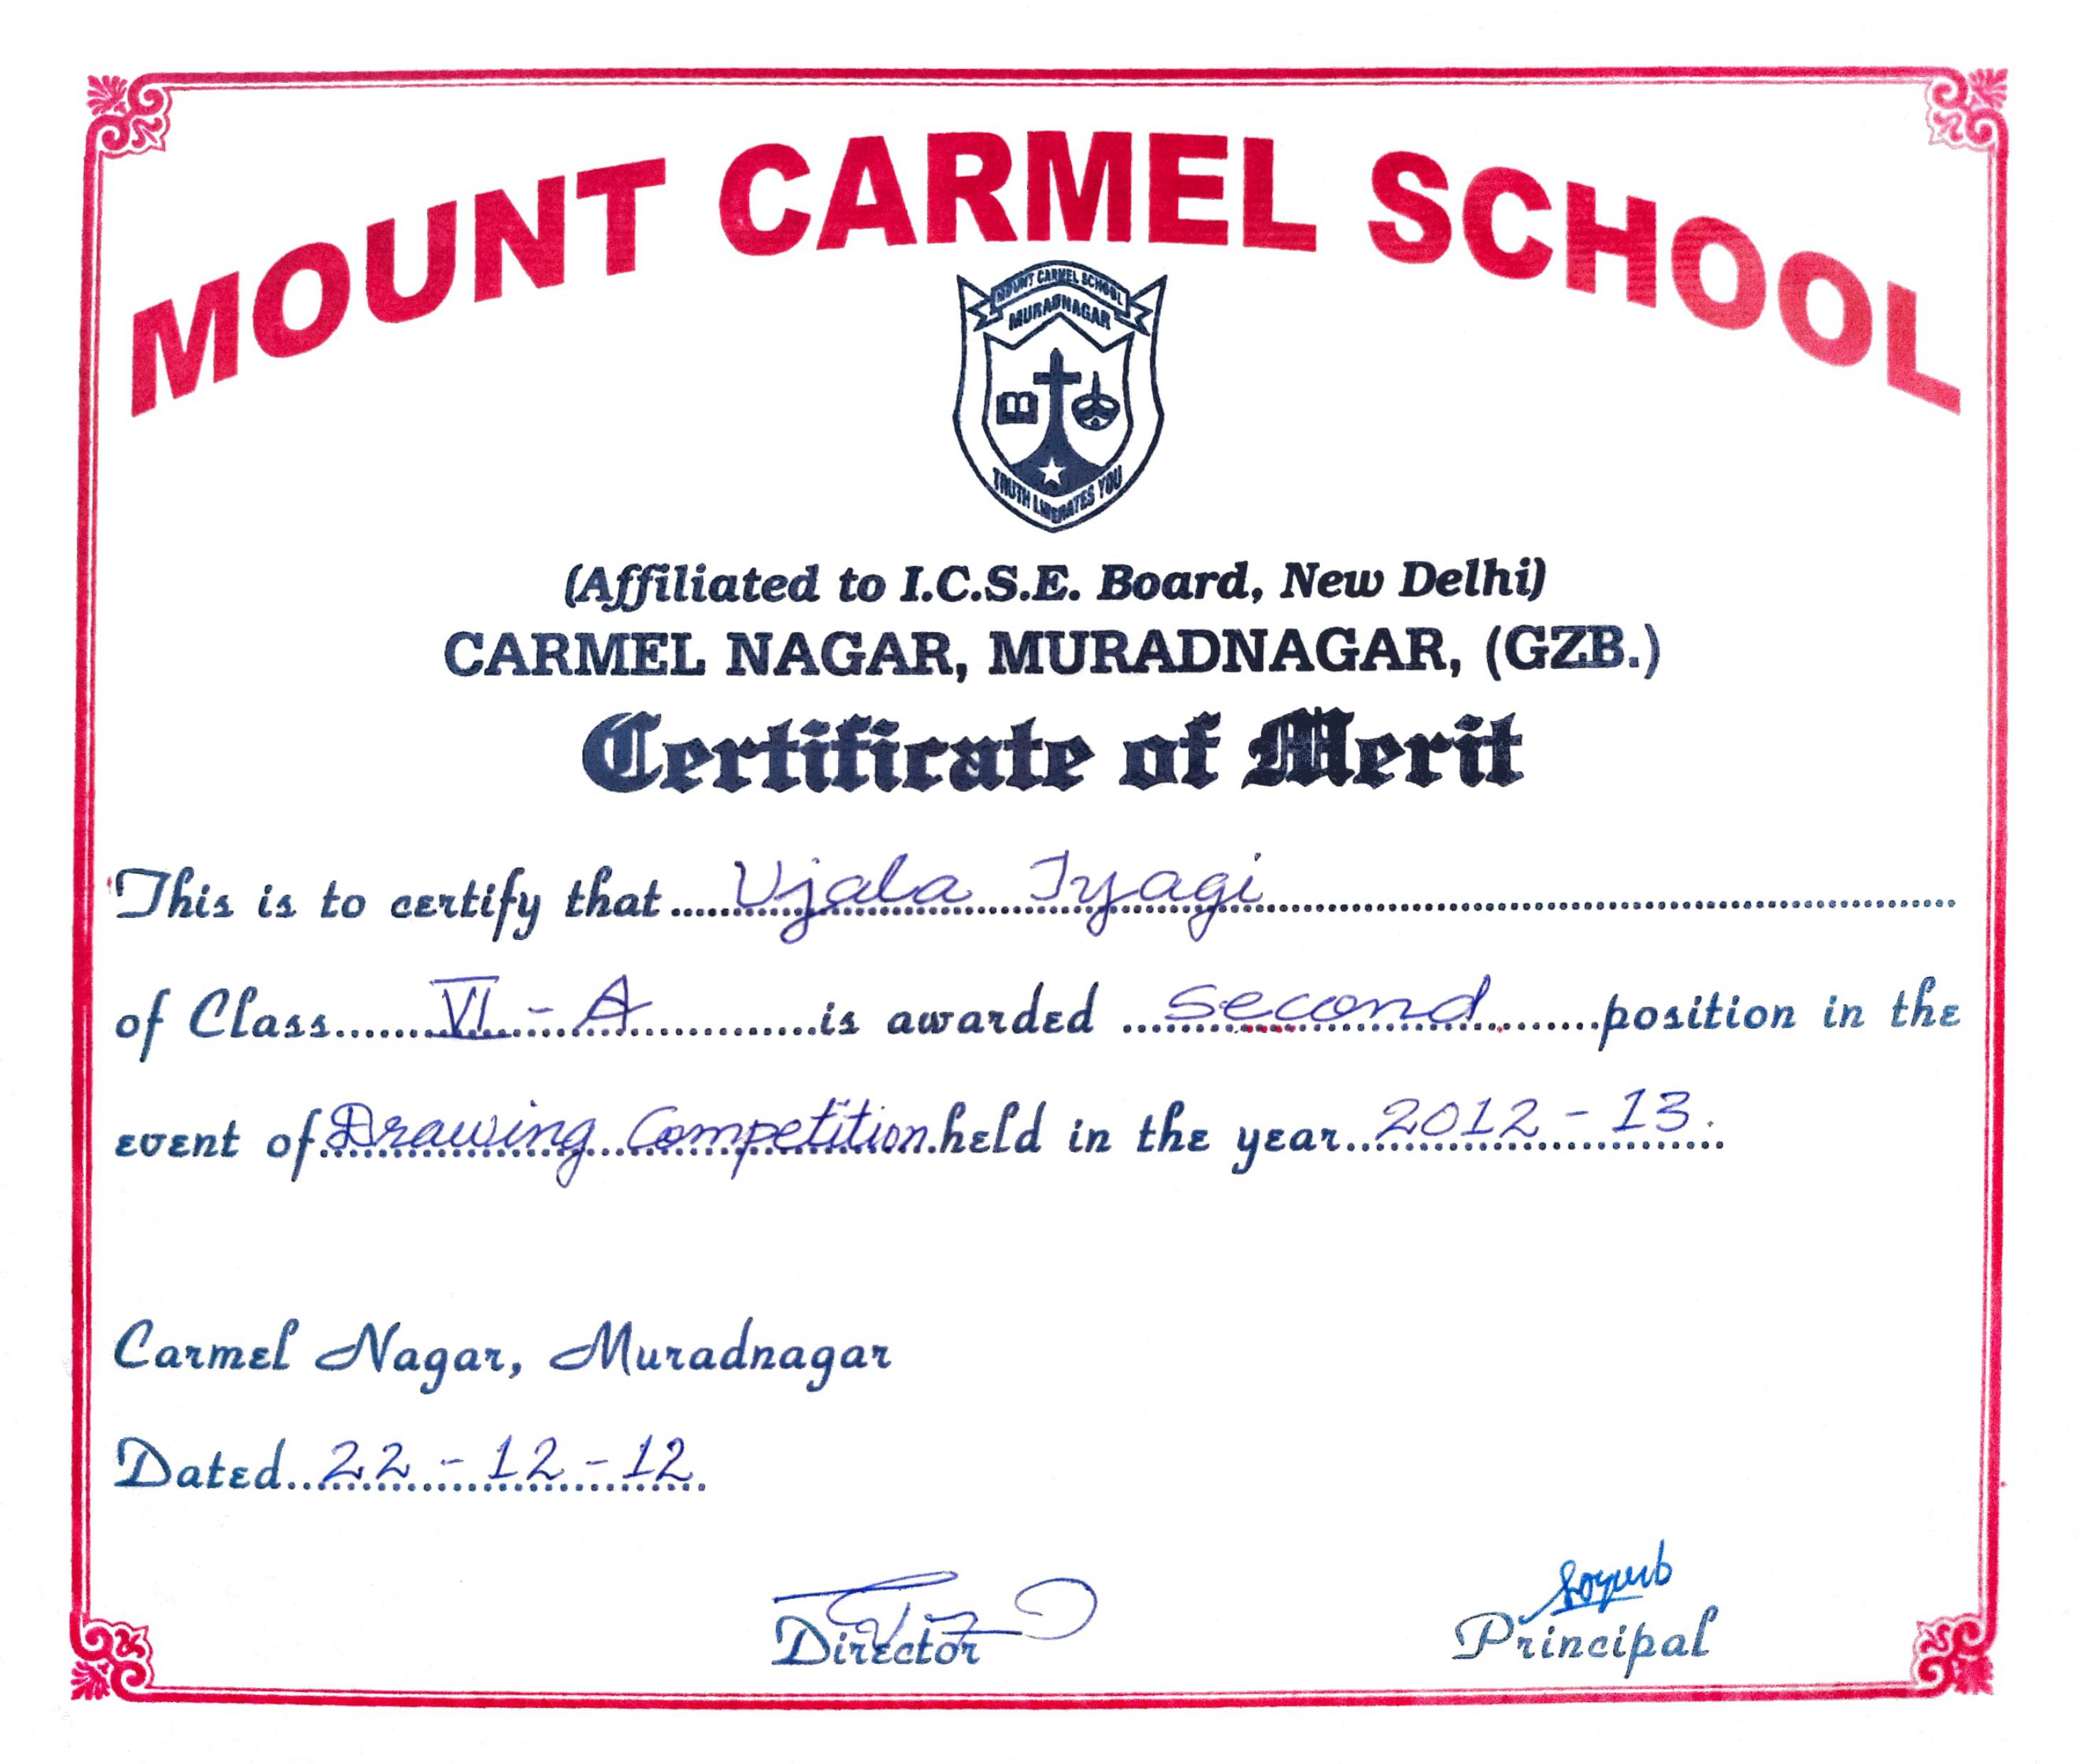 MOUNT CARMEL SCHOOL
MOUNT CARMEL SCHOOL
MURADNAGAR
TRUTH LIBERATES YOU
(Affiliated to I.C.S.E. Board, New Delhi)
CARMEL NAGAR, MURADNAGAR, (GZB.)
Certificate of Merit
This is to certify that Ujala Tyagi
of Class VI - A is awarded Second position in the
event of Drawing Competition held in the year 2012 - 13.
Carmel Nagar, Muradnagar
Dated 22 - 12 - 12
Director
Principal